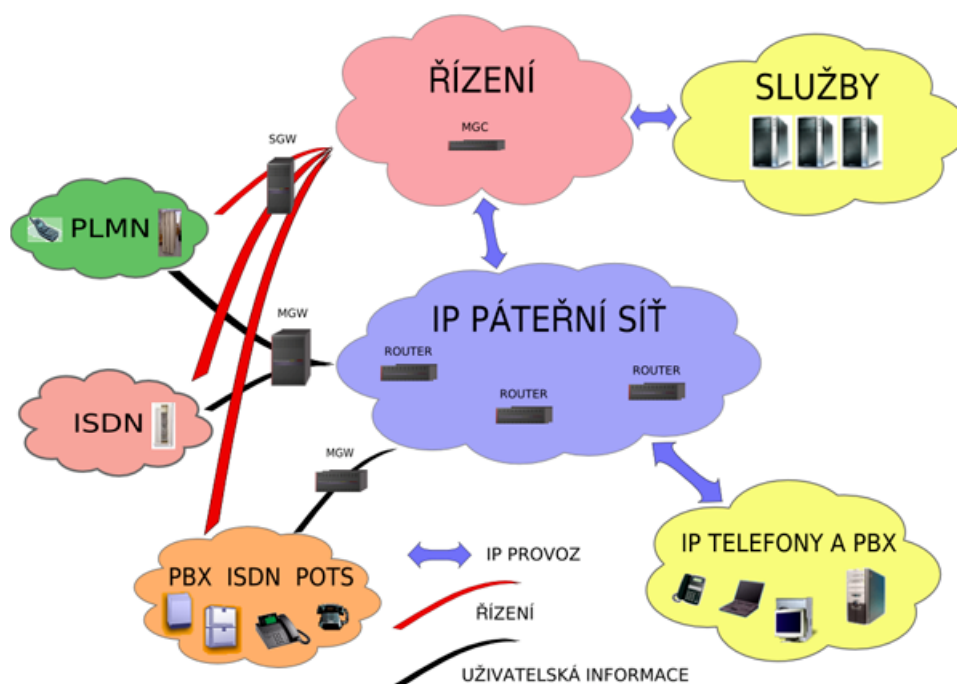 ŘÍZENÍ
MGC
SLUŽBY
SGW
PLMN
MGW
IP PÁTEŘNÍ SÍŤ
ROUTER
ROUTER
ROUTER
ISDN
MGW
PBX ISDN POTS
IP PROVOZ
ŘÍZENÍ
UŽIVATELSKÁ INFORMACE
IP TELEFONY A PBX